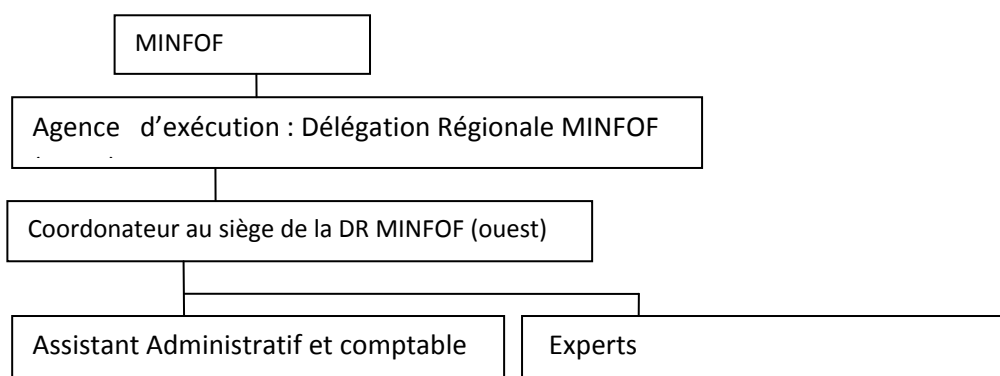 MINFOF
Agence d’exécution : Délégation Régionale MINFOF
Coordonateur au siège de la DR MINFOF (ouest)
Assistant Administratif et comptable
Experts